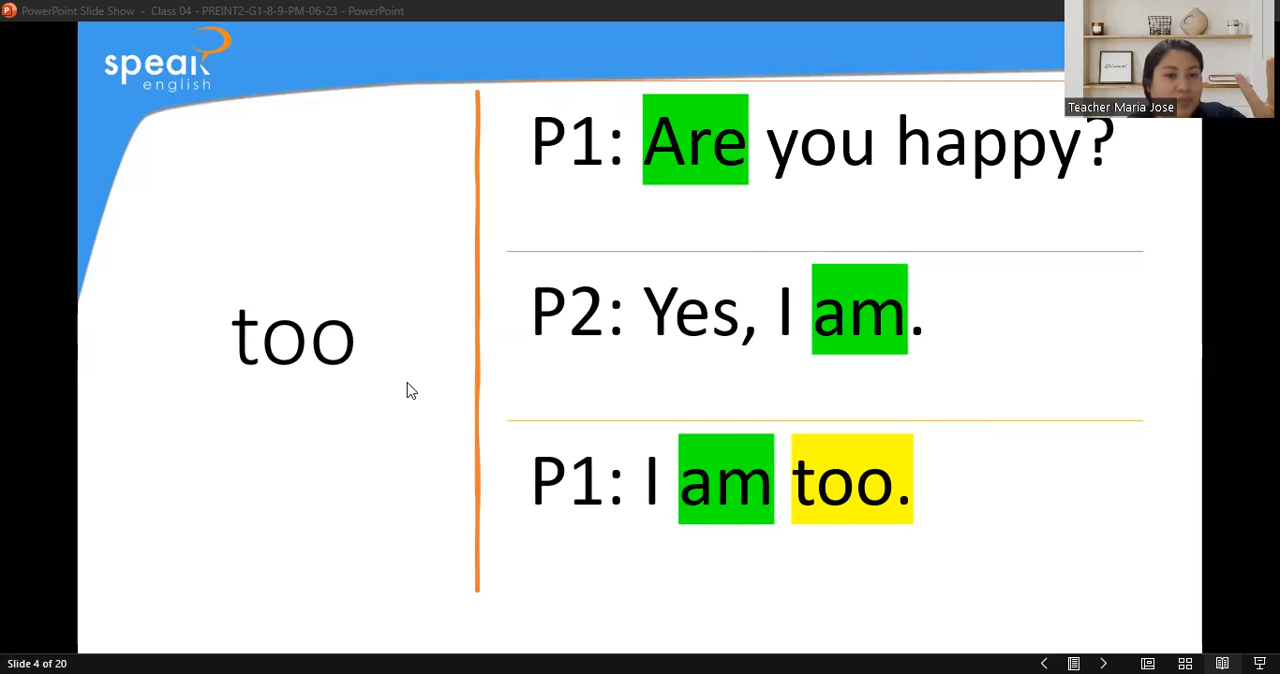 PowerPoint Slide Show - Class 04 - PREINT2-G1-8-9-PM-06-23 - PowerPoint
speak
english
Teacher Maria Jose
P1: Are you happy?
too
P2: Yes, I am.
P1: I am too.
Slide 4 of 20